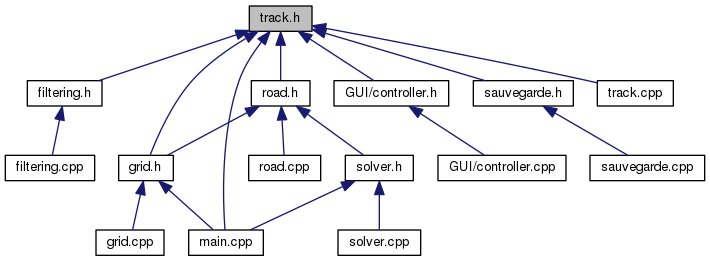 track.h
filtering.h
road.h
GUI/controller.h
sauvegarde.h
track.cpp
filtering.cpp
grid.h
road.cpp
solver.h
GUI/controller.cpp
sauvegarde.cpp
grid.cpp
main.cpp
solver.cpp